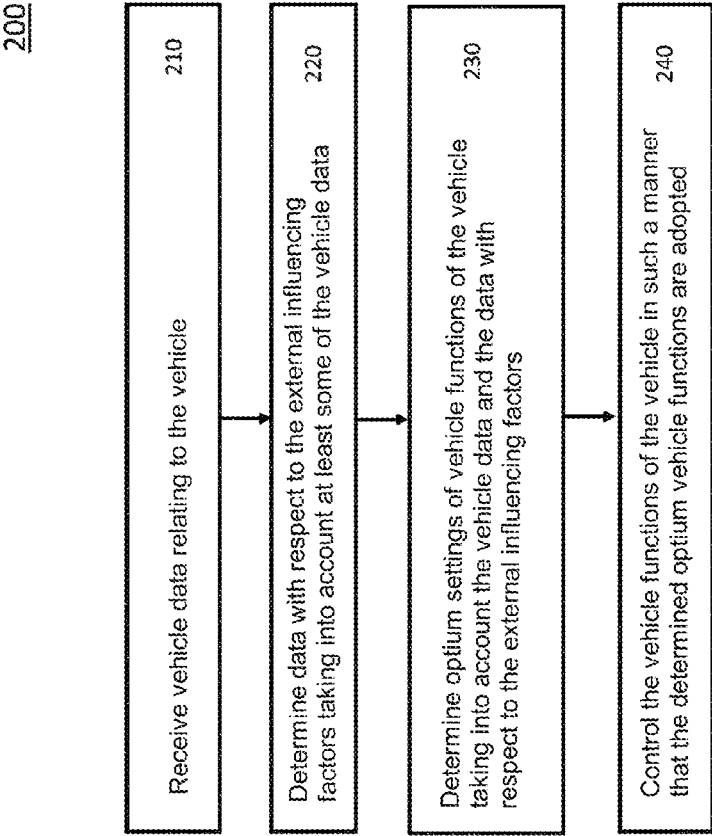 200
Receive vehicle data relating to the vehicle
210
Determine data with respect to the external influencing
factors taking into account at least some of the vehicle data
220
Determine optium settings of vehicle functions of the vehicle
taking into account the vehicle data and the data with
respect to the external influencing factors
230
Control the vehicle functions of the vehicle in such a manner
that the determined optium vehicle functions are adopted
240